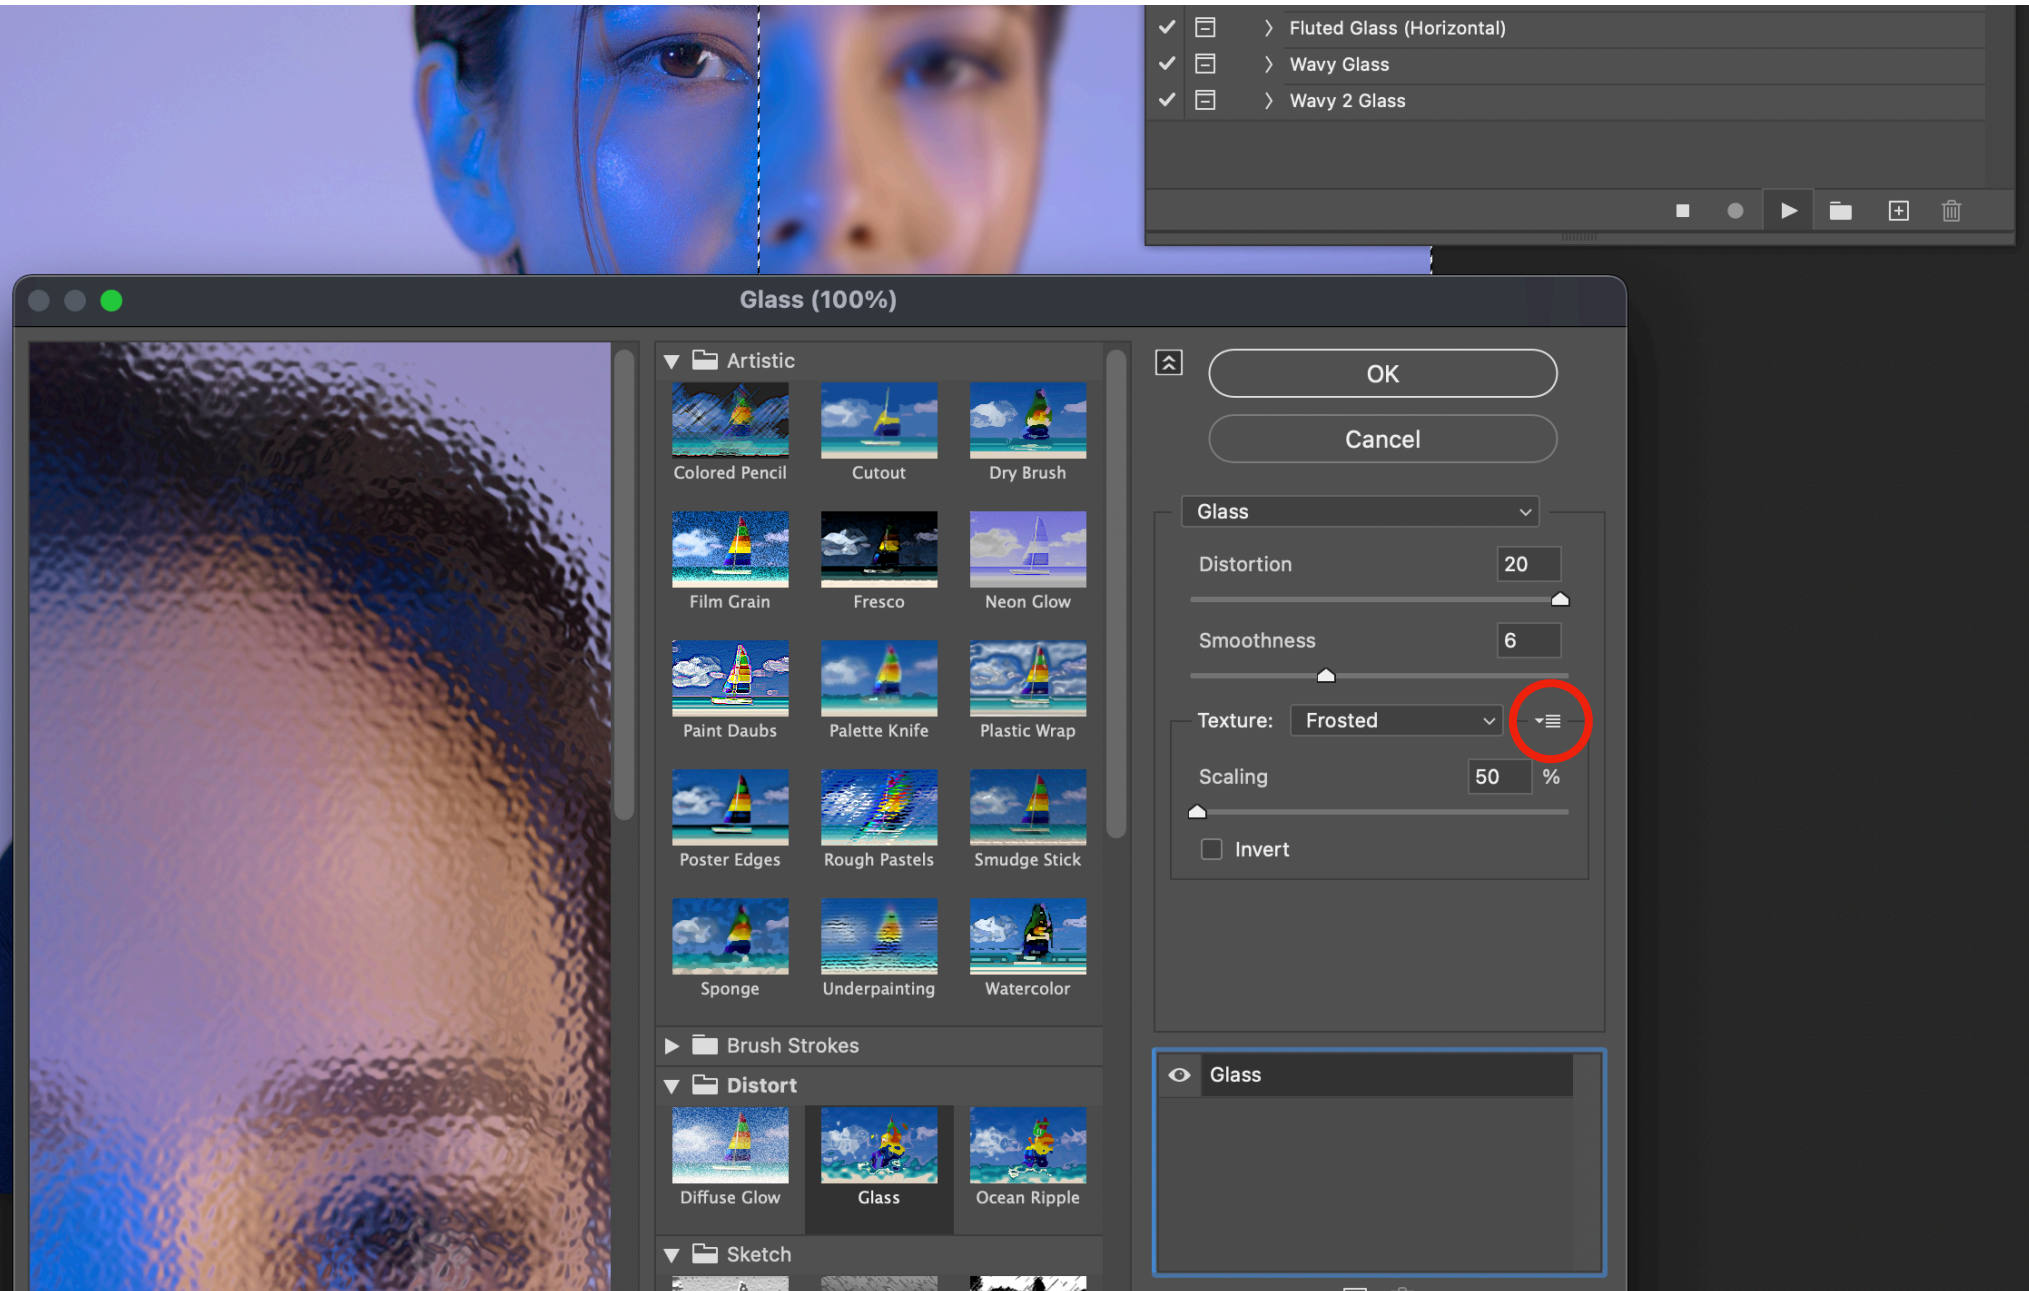 Fluted Glass (Horizontal)
Wavy Glass
Wavy 2 Glass
Glass (100%)
Artistic
Colored Pencil
Cutout
Dry Brush
Film Grain
Fresco
Neon Glow
Paint Daubs
Palette Knife
Plastic Wrap
Poster Edges
Rough Pastels
Smudge Stick
Sponge
Underpainting
Watercolor
Brush Strokes
Distort
Diffuse Glow
Glass
Ocean Ripple
Sketch
OK
Cancel
Glass
Distortion 20
Smoothness 6
Texture: Frosted
Scaling 50 %
Invert
Glass